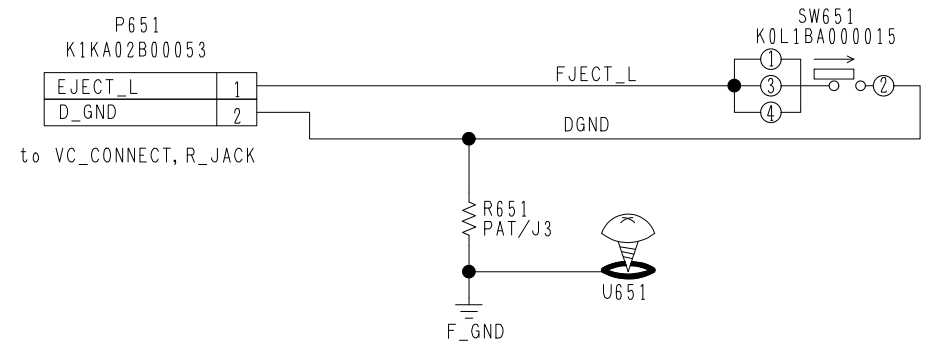 P651
K1KA02B00053
EJECT_L 1
D_GND 2
to VC_CONNECT, R_JACK
FJECT_L
DGND
SW651
K0L1BA000015
1
3
4
2
R651
PAT/J3
U651
F_GND